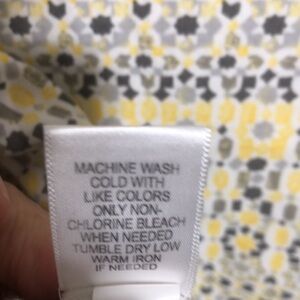 MACHINE WASH
COLD WITH
LIKE COLORS
ONLY NON-
CHLORINE BLEACH
WHEN NEEDED
TUMBLE DRY LOW
WARM IRON
IF NEEDED